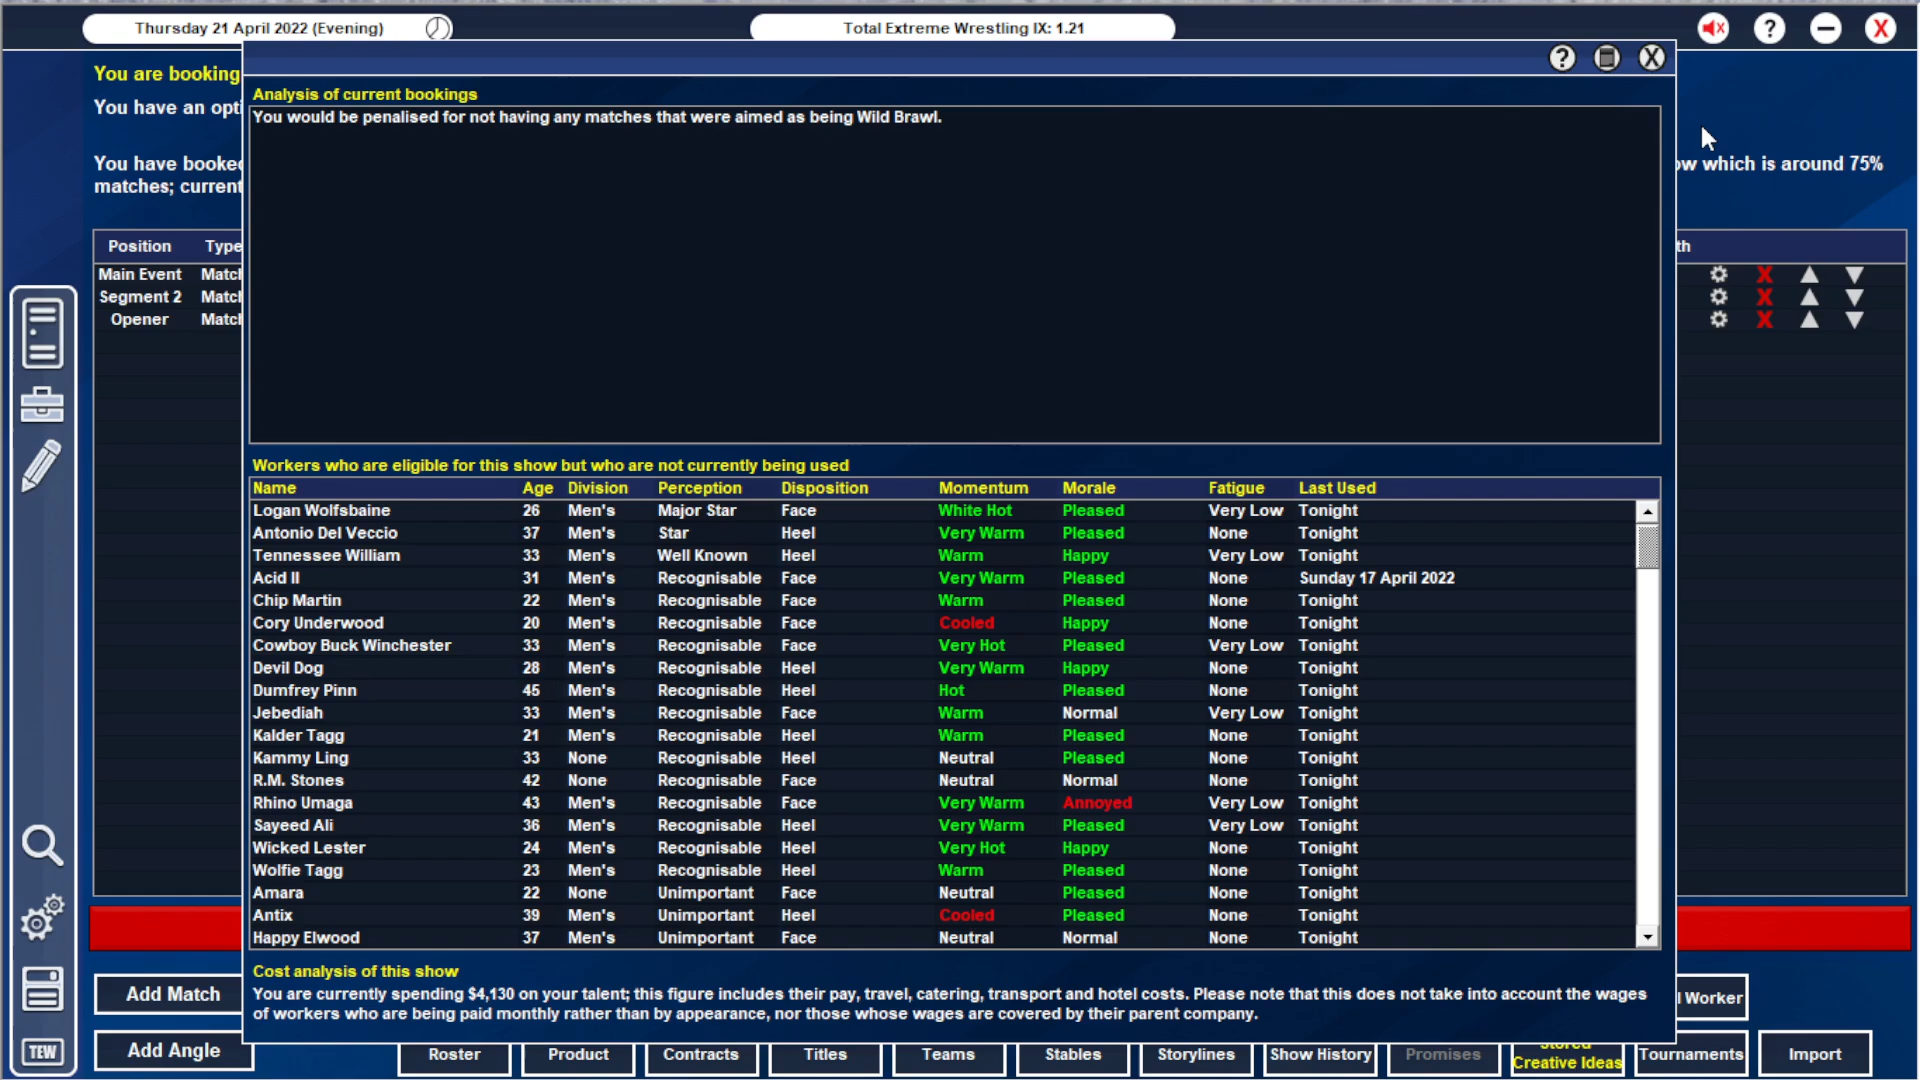 Thursday 21 April 2022 (Evening)
Total Extreme Wrestling IX: 1.21
You are booking
You have an opti
You have booked
ow which is around 75%
matches; current
Analysis of current bookings
You would be penalised for not having any matches that were aimed as being Wild Brawl.
Position Type th
Main Event Match
Segment 2 Match
Opener Match
Workers who are eligible for this show but who are not currently being used
Name Age Division Perception Disposition Momentum Morale Fatigue Last Used
Logan Wolfsbaine 26 Men's Major Star Face White Hot Pleased Very Low Tonight
Antonio Del Veccio 37 Men's Star Heel Very Warm Pleased None Tonight
Tennessee William 33 Men's Well Known Heel Warm Happy Very Low Tonight
Acid II 31 Men's Recognisable Face Very Warm Pleased None Sunday 17 April 2022
Chip Martin 22 Men's Recognisable Face Warm Pleased None Tonight
Cory Underwood 20 Men's Recognisable Face Cooled Happy None Tonight
Cowboy Buck Winchester 33 Men's Recognisable Face Very Hot Pleased Very Low Tonight
Devil Dog 28 Men's Recognisable Heel Very Warm Happy None Tonight
Dumfrey Pinn 45 Men's Recognisable Heel Hot Pleased None Tonight
Jebediah 33 Men's Recognisable Face Warm Normal Very Low Tonight
Kalder Tagg 21 Men's Recognisable Heel Warm Pleased None Tonight
Kammy Ling 33 None Recognisable Heel Neutral Pleased None Tonight
R.M. Stones 42 None Recognisable Face Neutral Normal None Tonight
Rhino Umaga 43 Men's Recognisable Face Very Warm Annoyed Very Low Tonight
Sayeed Ali 36 Men's Recognisable Heel Very Warm Pleased Very Low Tonight
Wicked Lester 24 Men's Recognisable Heel Very Hot Happy None Tonight
Wolfie Tagg 23 Men's Recognisable Heel Warm Pleased None Tonight
Amara 22 None Unimportant Face Neutral Pleased None Tonight
Antix 39 Men's Unimportant Heel Cooled Pleased None Tonight
Happy Elwood 37 Men's Unimportant Face Neutral Normal None Tonight
Cost analysis of this show
You are currently spending $4,130 on your talent; this figure includes their pay, travel, catering, transport and hotel costs. Please note that this does not take into account the wages
of workers who are being paid monthly rather than by appearance, nor those whose wages are covered by their parent company.
Add Match
l Worker
Add Angle
Roster Product Contracts Titles Teams Stables Storylines Show History Promises Stored Creative Ideas Tournaments Import
TEW